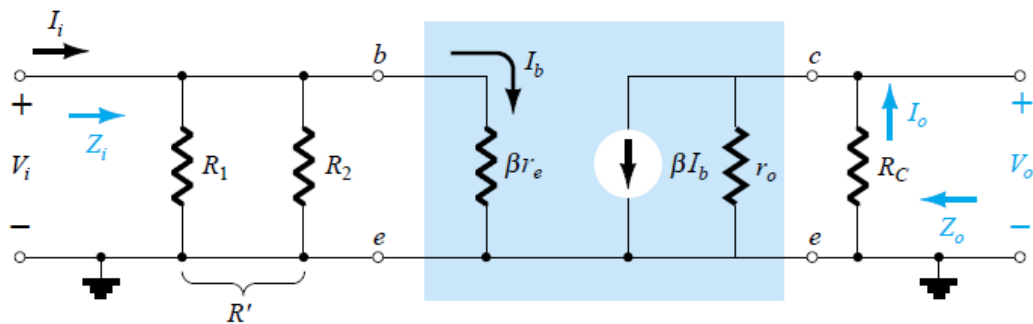 I_i
b
I_b
c
+
Z_i
V_i
−
R_1
R_2
βr_e
βI_b
r_o
R_C
I_o
+
V_o
Z_o
−
e
e
R'